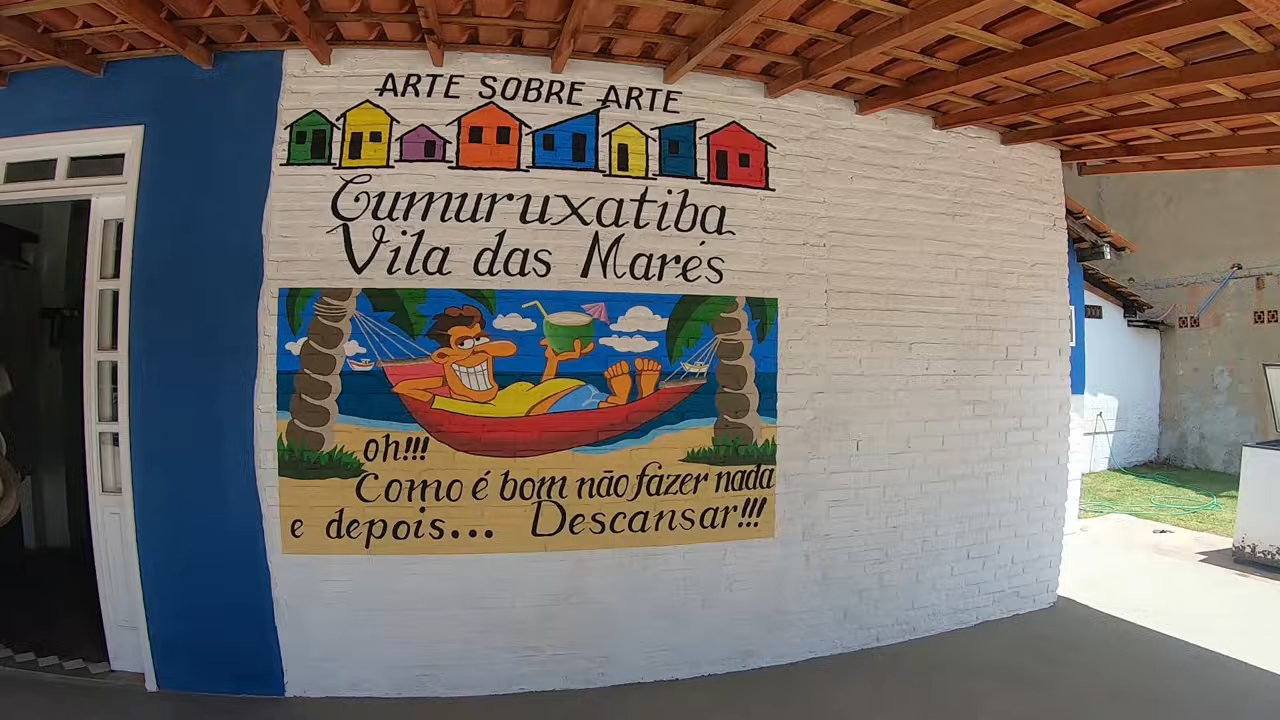 ARTE SOBRE ARTE
Cumuruxatiba
Vila das Marés
oh!!!
Como é bom não fazer nada
e depois... Descansar!!!